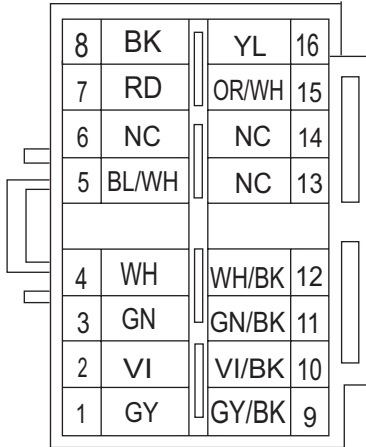 8 BK YL 16
7 RD OR/WH 15
6 NC NC 14
5 BL/WH NC 13
4 WH WH/BK 12
3 GN GN/BK 11
2 VI VI/BK 10
1 GY GY/BK 9